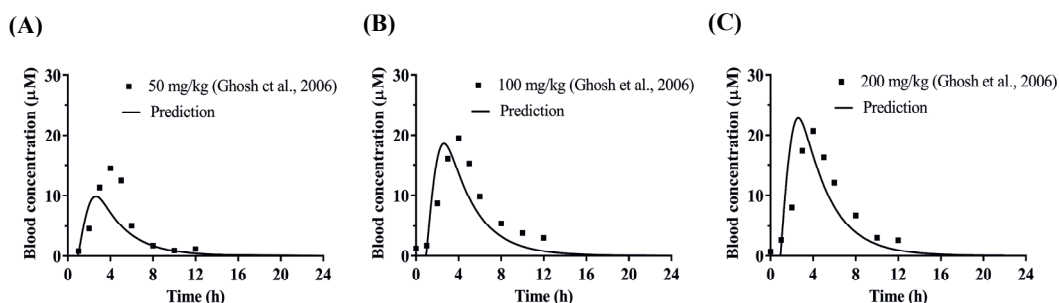 (A)
Blood concentration (µM)
30
20
10
0
0 4 8 12 16 20 24
Time (h)
50 mg/kg (Ghosh ct al., 2006)
Prediction
(B)
Blood concentration (µM)
30
20
10
0
0 4 8 12 16 20 24
Time (h)
100 mg/kg (Ghosh et al., 2006)
Prediction
(C)
Blood concentration (µM)
30
20
10
0
0 4 8 12 16 20 24
Time (h)
200 mg/kg (Ghosh et al., 2006)
Prediction